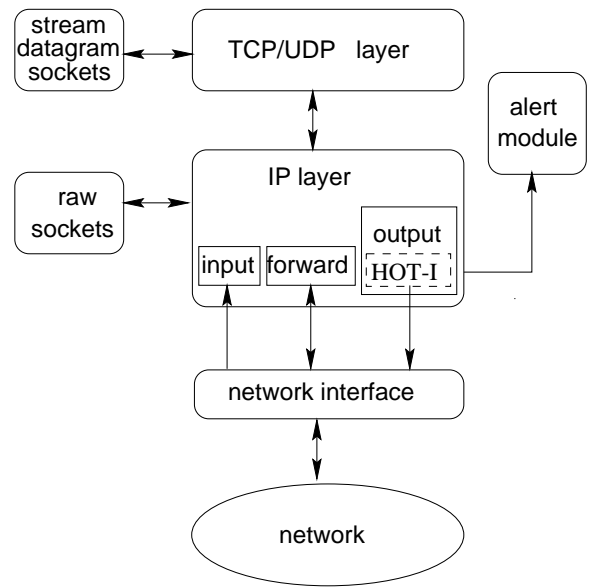 stream
datagram
sockets
TCP/UDP layer
alert
module
IP layer
raw
sockets
output
input
forward
HOT-I
network interface
network